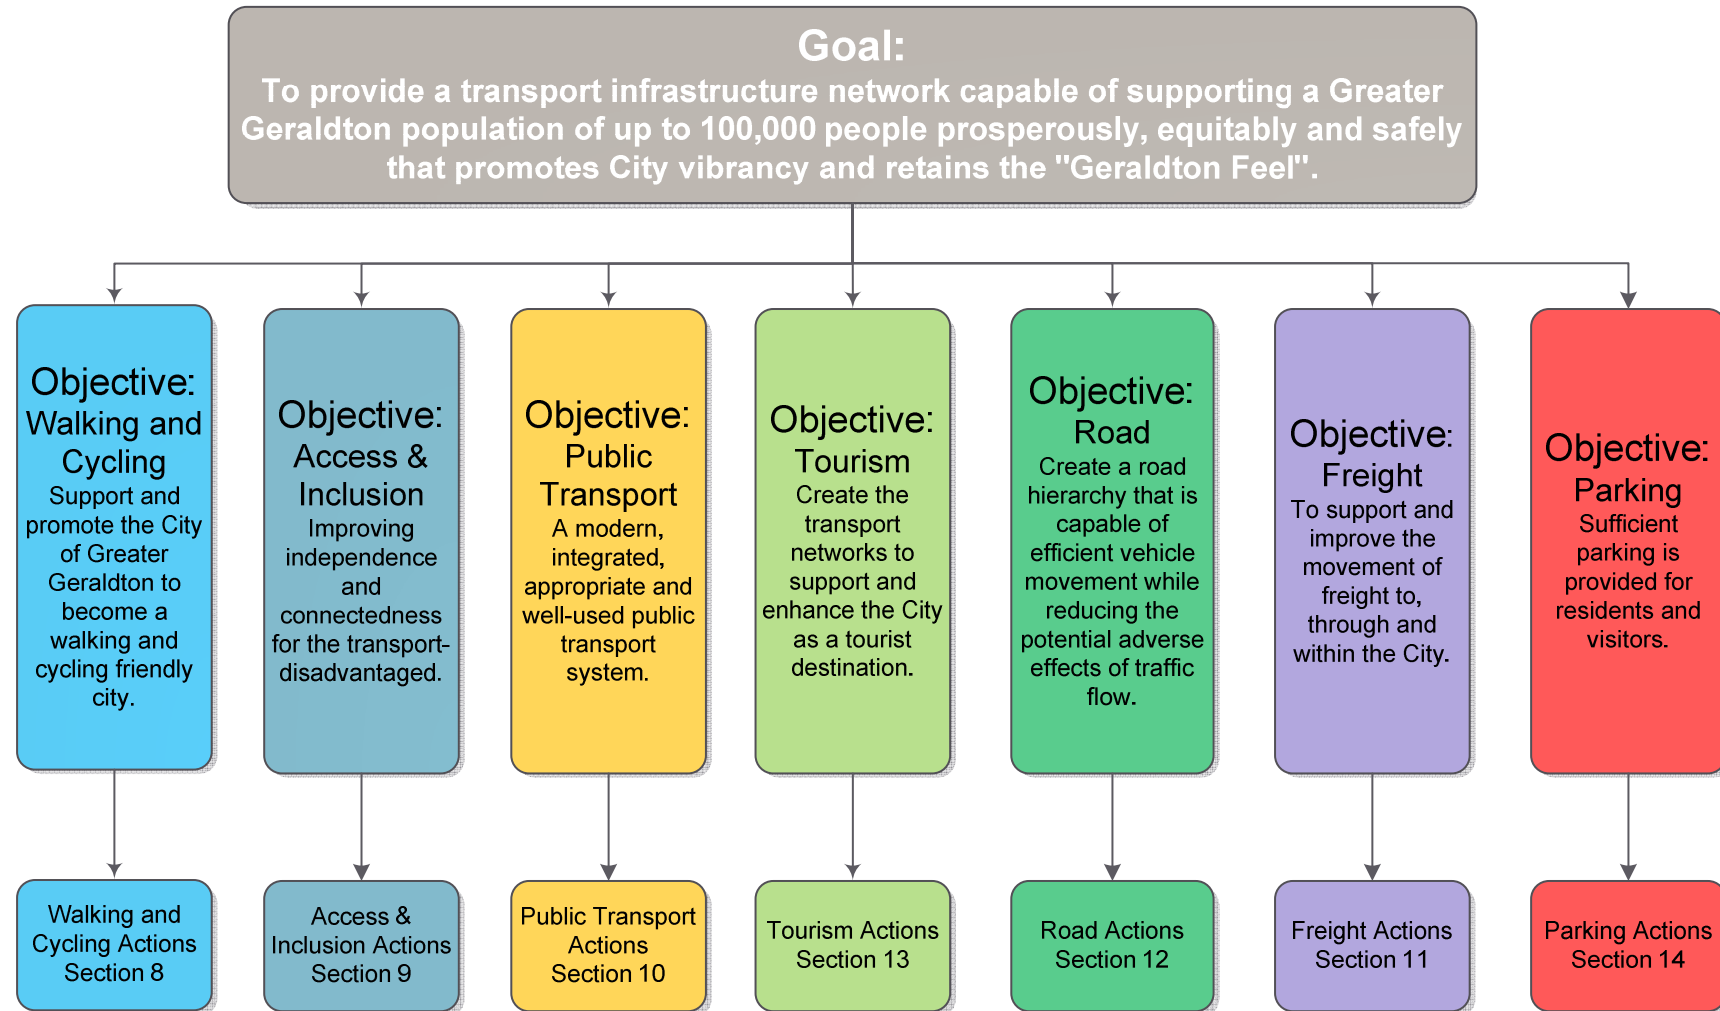 Goal:
To provide a transport infrastructure network capable of supporting a Greater
Geraldton population of up to 100,000 people prosperously, equitably and safely
that promotes City vibrancy and retains the "Geraldton Feel".
Objective:
Walking and
Cycling
Support and
promote the City
of Greater
Geraldton to
become a
walking and
cycling friendly
city.
Objective:
Access &
Inclusion
Improving
independence
and
connectedness
for the transport-
disadvantaged.
Objective:
Public
Transport
A modern,
integrated,
appropriate and
well-used public
transport
system.
Objective:
Tourism
Create the
transport
networks to
support and
enhance the City
as a tourist
destination.
Objective:
Road
Create a road
hierarchy that is
capable of
efficient vehicle
movement while
reducing the
potential adverse
effects of traffic
flow.
Objective:
Freight
To support and
improve the
movement of
freight to,
through and
within the City.
Objective:
Parking
Sufficient
parking is
provided for
residents and
visitors.
Walking and
Cycling Actions
Section 8
Access &
Inclusion Actions
Section 9
Public Transport
Actions
Section 10
Tourism Actions
Section 13
Road Actions
Section 12
Freight Actions
Section 11
Parking Actions
Section 14